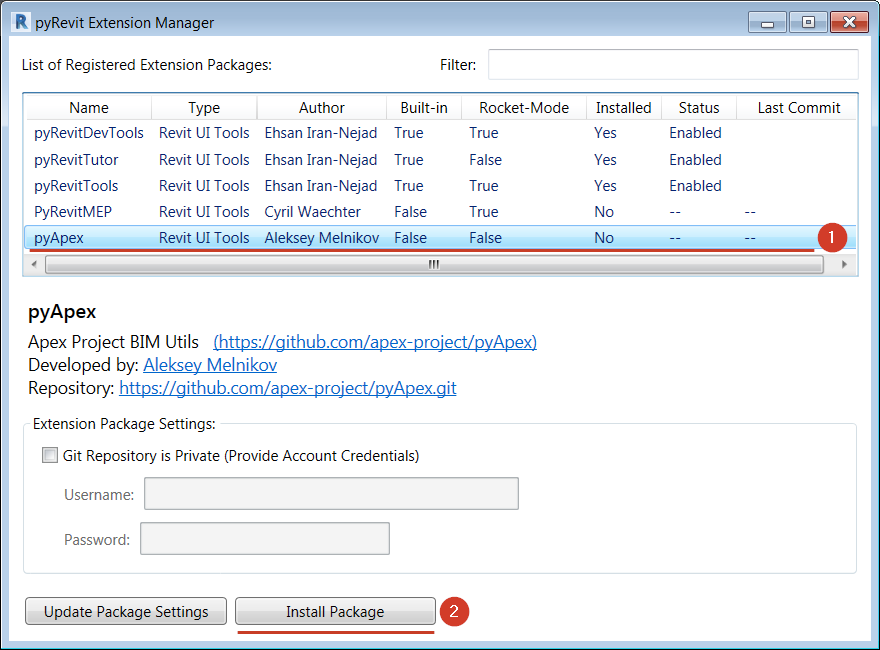 R pyRevit Extension Manager
List of Registered Extension Packages: Filter:
Name Type Author Built-in Rocket-Mode Installed Status Last Commit
pyRevitDevTools Revit UI Tools Ehsan Iran-Nejad True True Yes Enabled
pyRevitTutor Revit UI Tools Ehsan Iran-Nejad True False Yes Enabled
pyRevitTools Revit UI Tools Ehsan Iran-Nejad True True Yes Enabled
PyRevitMEP Revit UI Tools Cyril Waechter False True No -- --
pyApex Revit UI Tools Aleksey Melnikov False False No -- -- 1
pyApex
Apex Project BIM Utils (https://github.com/apex-project/pyApex)
Developed by: Aleksey Melnikov
Repository: https://github.com/apex-project/pyApex.git
Extension Package Settings:
Git Repository is Private (Provide Account Credentials)
Username:
Password:
Update Package Settings Install Package 2